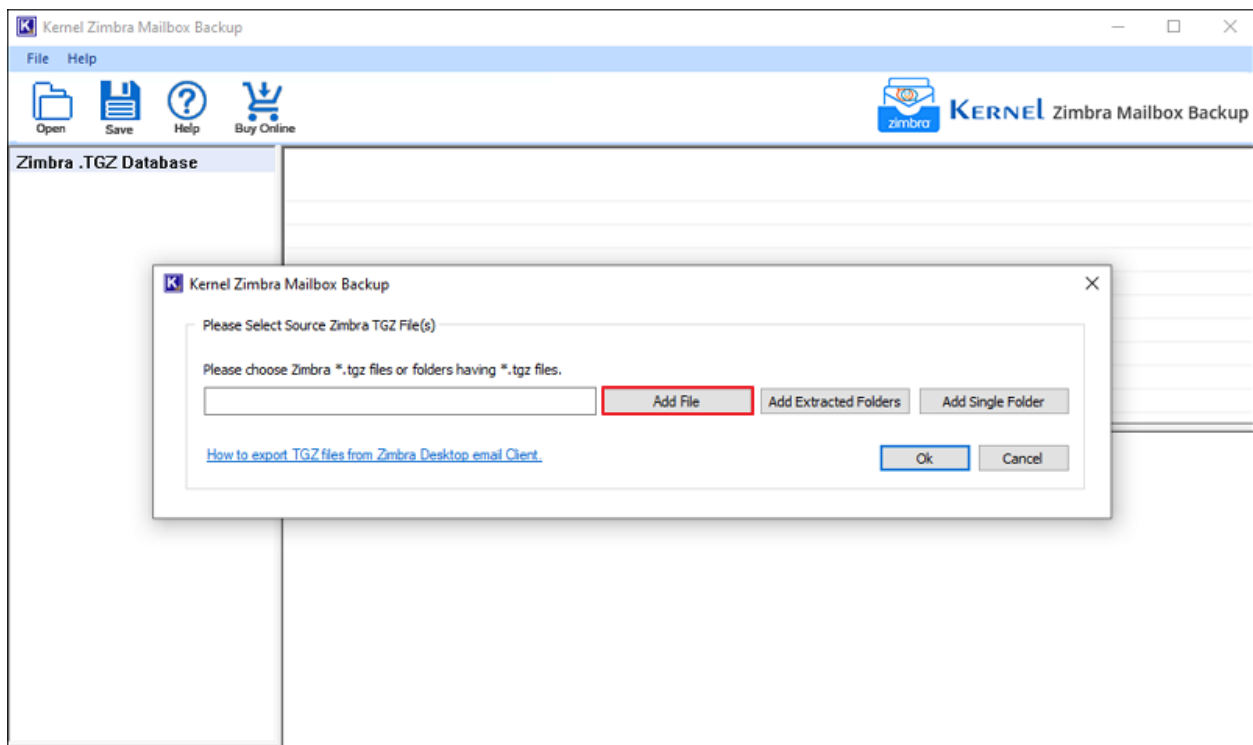 Kernel Zimbra Mailbox Backup
File Help
Open Save Help Buy Online
zimbra KERNEL Zimbra Mailbox Backup
Zimbra .TGZ Database
Kernel Zimbra Mailbox Backup
Please Select Source Zimbra TGZ File(s)
Please choose Zimbra *.tgz files or folders having *.tgz files.
Add File Add Extracted Folders Add Single Folder
How to export TGZ files from Zimbra Desktop email Client.
Ok Cancel